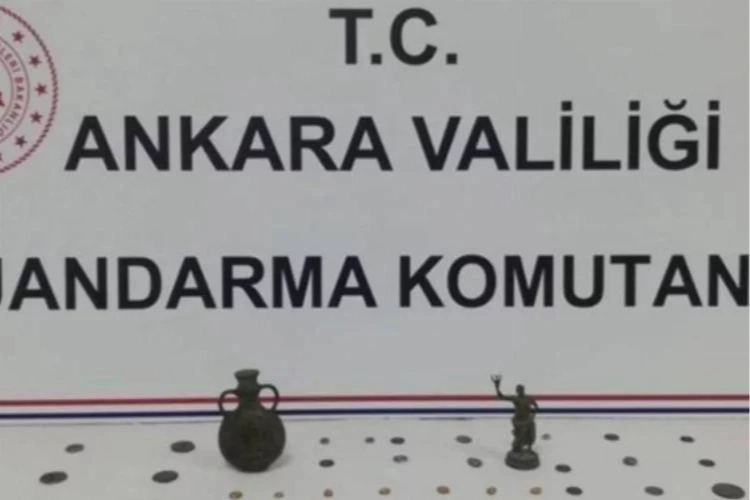 T.C.
ANKARA VALİLİĞİ
JANDARMA KOMUTAN